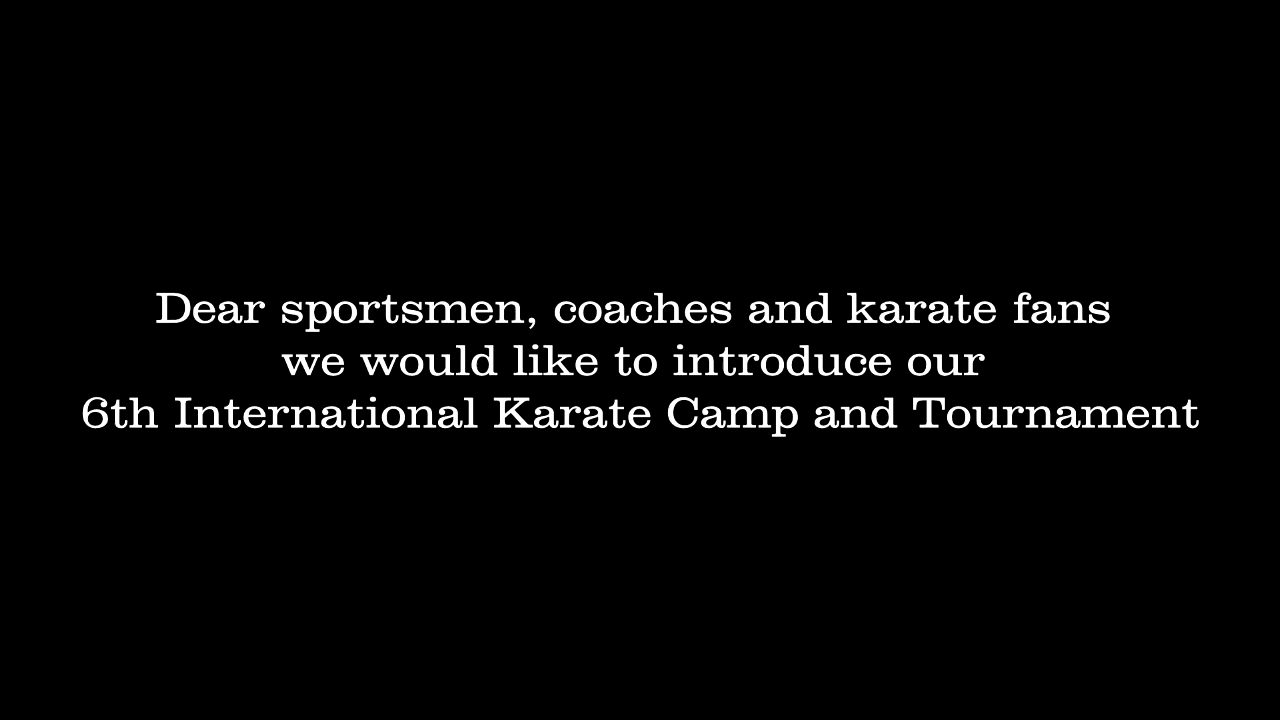 Dear sportsmen, coaches and karate fans
we would like to introduce our
6th International Karate Camp and Tournament